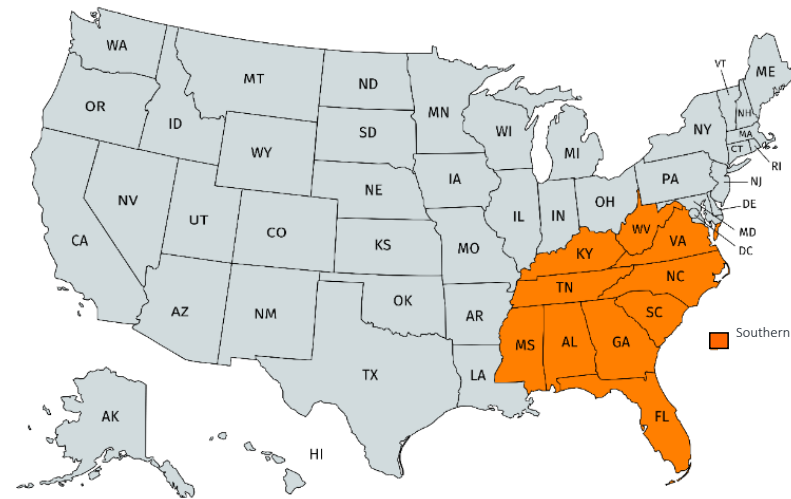 WA
MT
ND
MN
VT
ME
OR
ID
SD
WI
MI
NY
NH
MA
CT
RI
WY
IA
PA
NJ
NV
NE
IL
IN
OH
DE
UT
CO
KS
MO
KY
WV
VA
MD
DC
CA
AZ
NM
OK
AR
TN
NC
SC
MS
AL
GA
Southern
TX
LA
FL
AK
HI